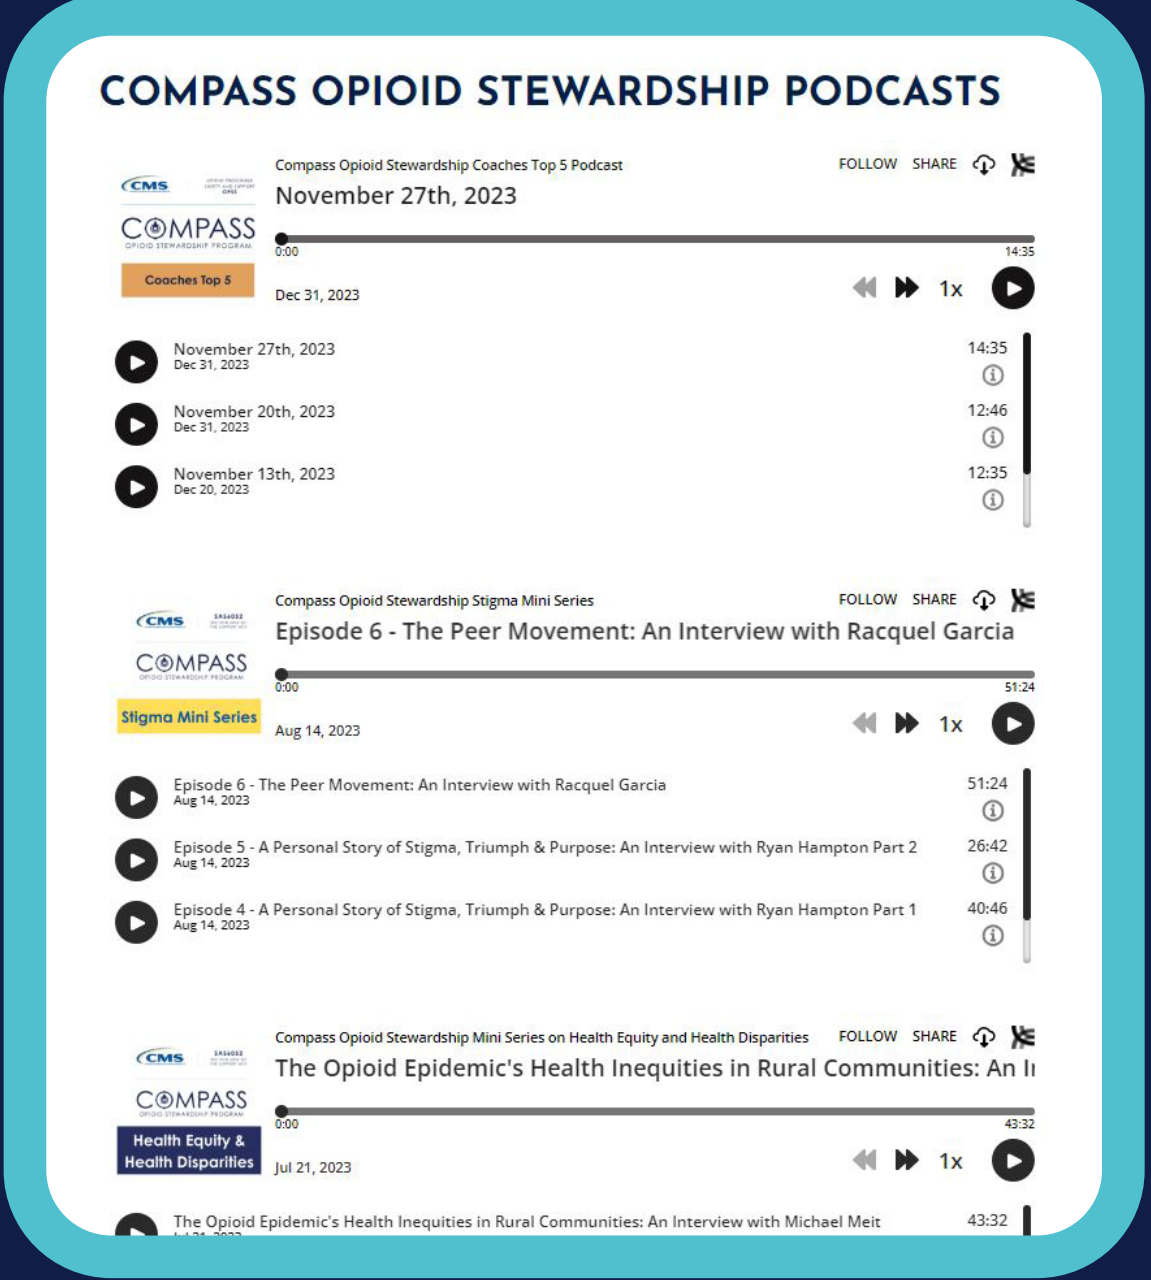 COMPASS OPIOID STEWARDSHIP PODCASTS
CMS
OPIOID PRESCRIBER
SAFETY AND SUPPORT
OPSS
COMPASS
OPIOID STEWARDSHIP PROGRAM
Coaches Top 5
Compass Opioid Stewardship Coaches Top 5 Podcast
FOLLOW SHARE
November 27th, 2023
0:00 14:35
Dec 31, 2023
1x
November 27th, 2023 14:35
Dec 31, 2023
November 20th, 2023 12:46
Dec 31, 2023
November 13th, 2023 12:35
Dec 20, 2023
CMS
COMPASS
OPIOID STEWARDSHIP PROGRAM
Stigma Mini Series
Compass Opioid Stewardship Stigma Mini Series
FOLLOW SHARE
Episode 6 - The Peer Movement: An Interview with Racquel Garcia
0:00 51:24
Aug 14, 2023
1x
Episode 6 - The Peer Movement: An Interview with Racquel Garcia 51:24
Aug 14, 2023
Episode 5 - A Personal Story of Stigma, Triumph & Purpose: An Interview with Ryan Hampton Part 2 26:42
Aug 14, 2023
Episode 4 - A Personal Story of Stigma, Triumph & Purpose: An Interview with Ryan Hampton Part 1 40:46
Aug 14, 2023
CMS
COMPASS
OPIOID STEWARDSHIP PROGRAM
Health Equity &
Health Disparities
Compass Opioid Stewardship Mini Series on Health Equity and Health Disparities
FOLLOW SHARE
The Opioid Epidemic's Health Inequities in Rural Communities: An
0:00 43:32
Jul 21, 2023
1x
The Opioid Epidemic's Health Inequities in Rural Communities: An Interview with Michael Meit 43:32